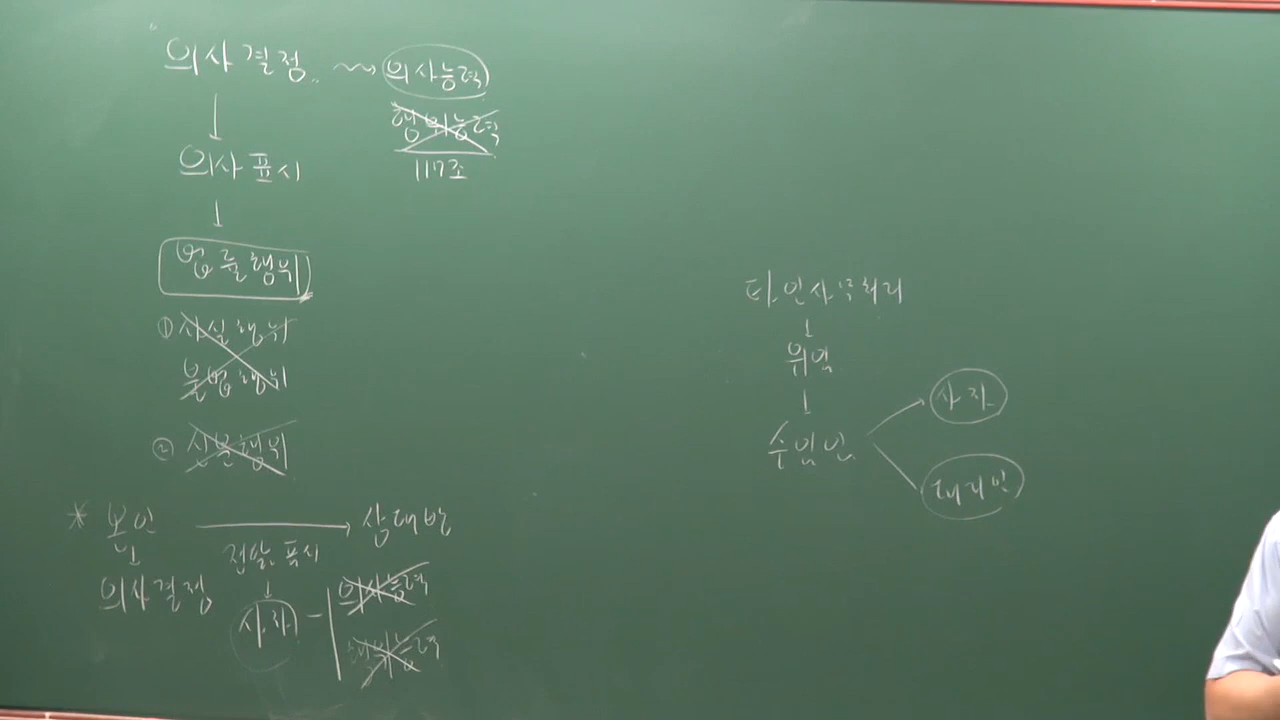 의사결정 → 의사능력
행위능력
117조
↓
의사표시
↓
법률행위
① 사실행위
불법행위
② 신분행위
* 본인 → 상대방
전달, 표시
의사결정
↓
사자 - 의사능력
행위능력
타인사무처리
↓
위임
↓
수임인
사자
대리인